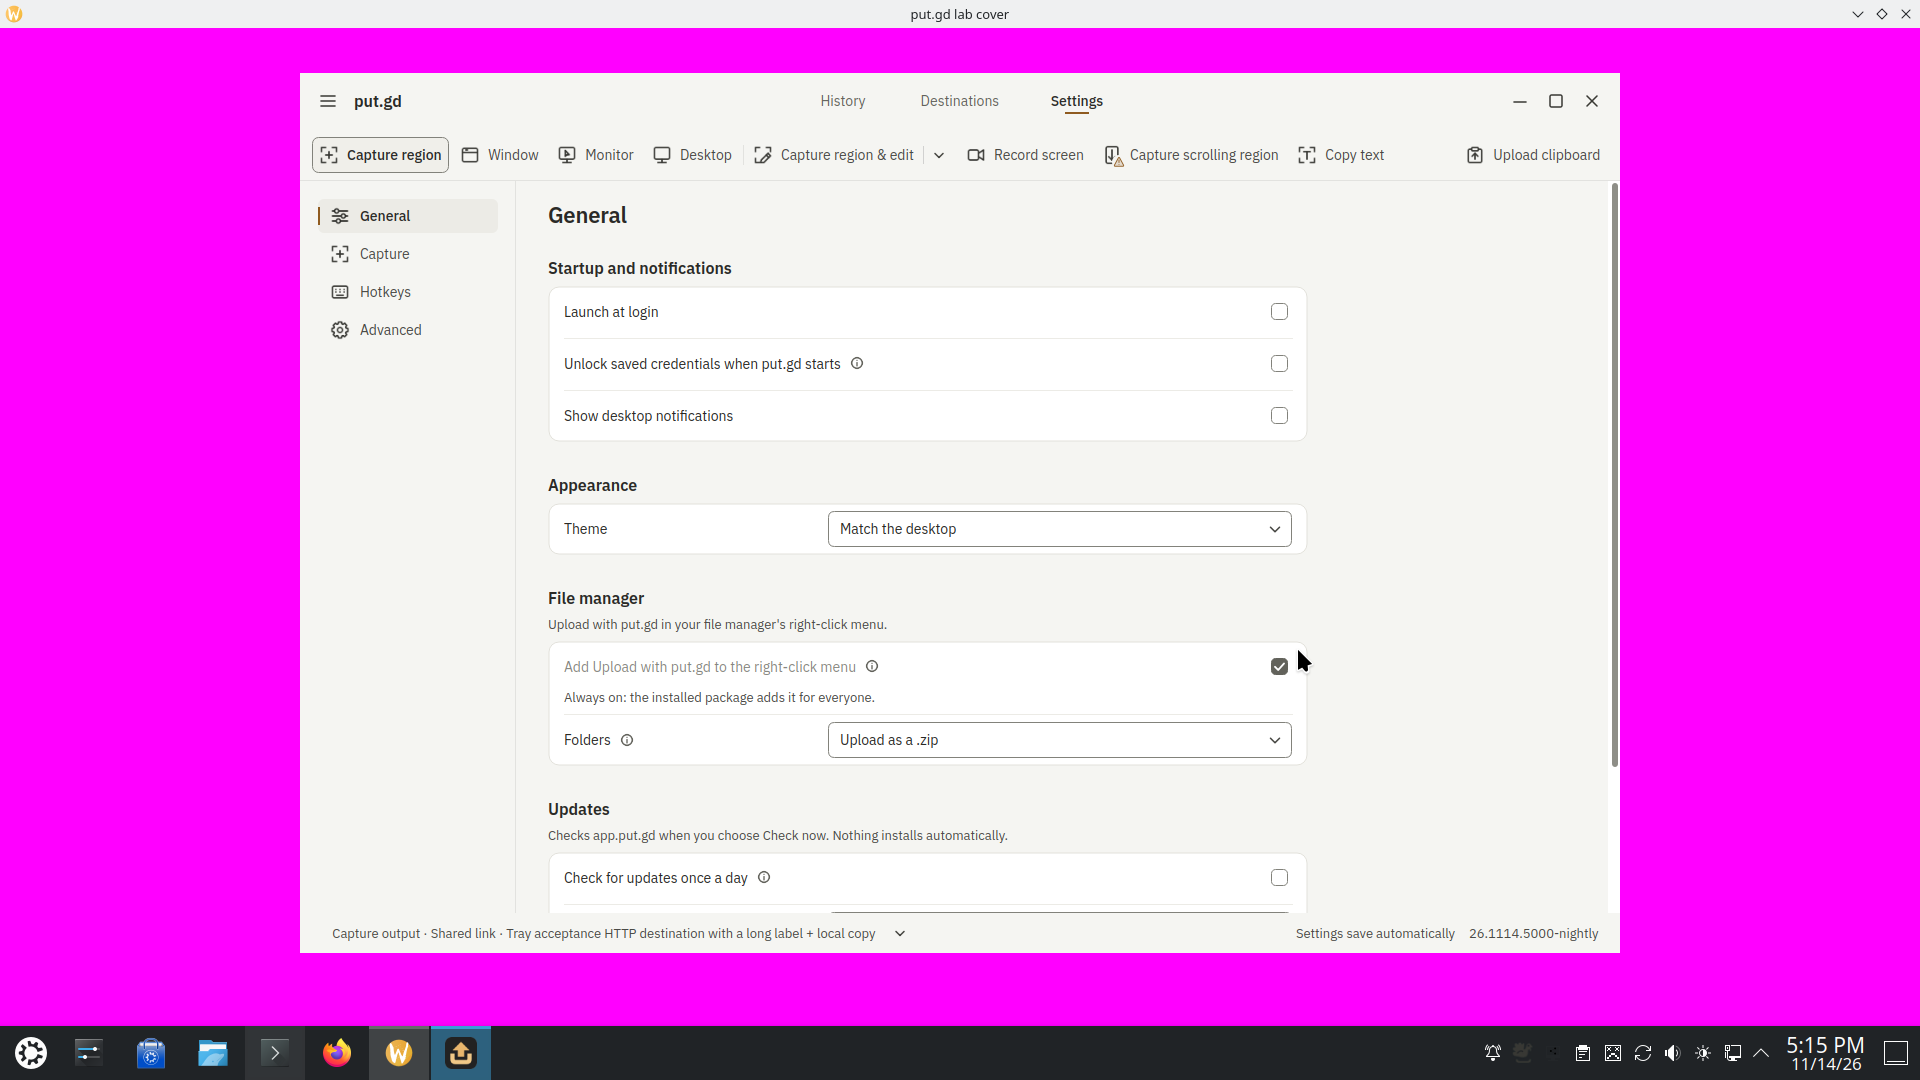 put.gd lab cover
put.gd
History
Destinations
Settings
Capture region
Window
Monitor
Desktop
Capture region & edit
Record screen
Capture scrolling region
Copy text
Upload clipboard
General
Capture
Hotkeys
Advanced
General
Startup and notifications
Launch at login
Unlock saved credentials when put.gd starts
Show desktop notifications
Appearance
Theme
Match the desktop
File manager
Upload with put.gd in your file manager's right-click menu.
Add Upload with put.gd to the right-click menu
Always on: the installed package adds it for everyone.
Folders
Upload as a .zip
Updates
Checks app.put.gd when you choose Check now. Nothing installs automatically.
Check for updates once a day
Capture output · Shared link · Tray acceptance HTTP destination with a long label + local copy
Settings save automatically
26.1114.5000-nightly
5:15 PM
11/14/26